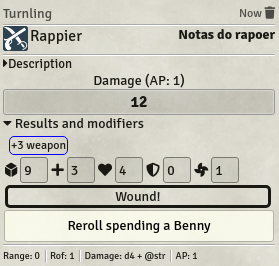 Turnling Now
Rappier Notas do rapoer
Description
Damage (AP: 1)
12
Results and modifiers
+3 weapon
9 3 4 0 1
Wound!
Reroll spending a Benny
Range: 0 Rof: 1 Damage: d4 + @str AP: 1